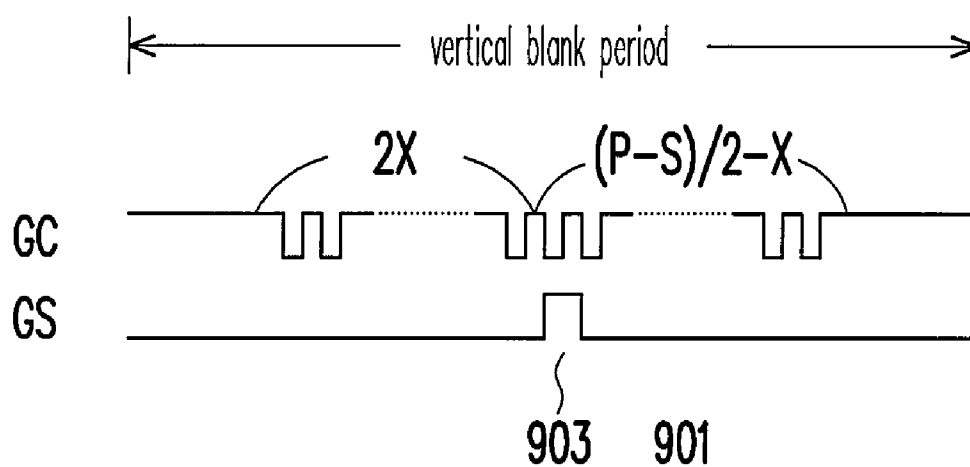 vertical blank period
2X (P-S)/2-X
GC
GS
903 901